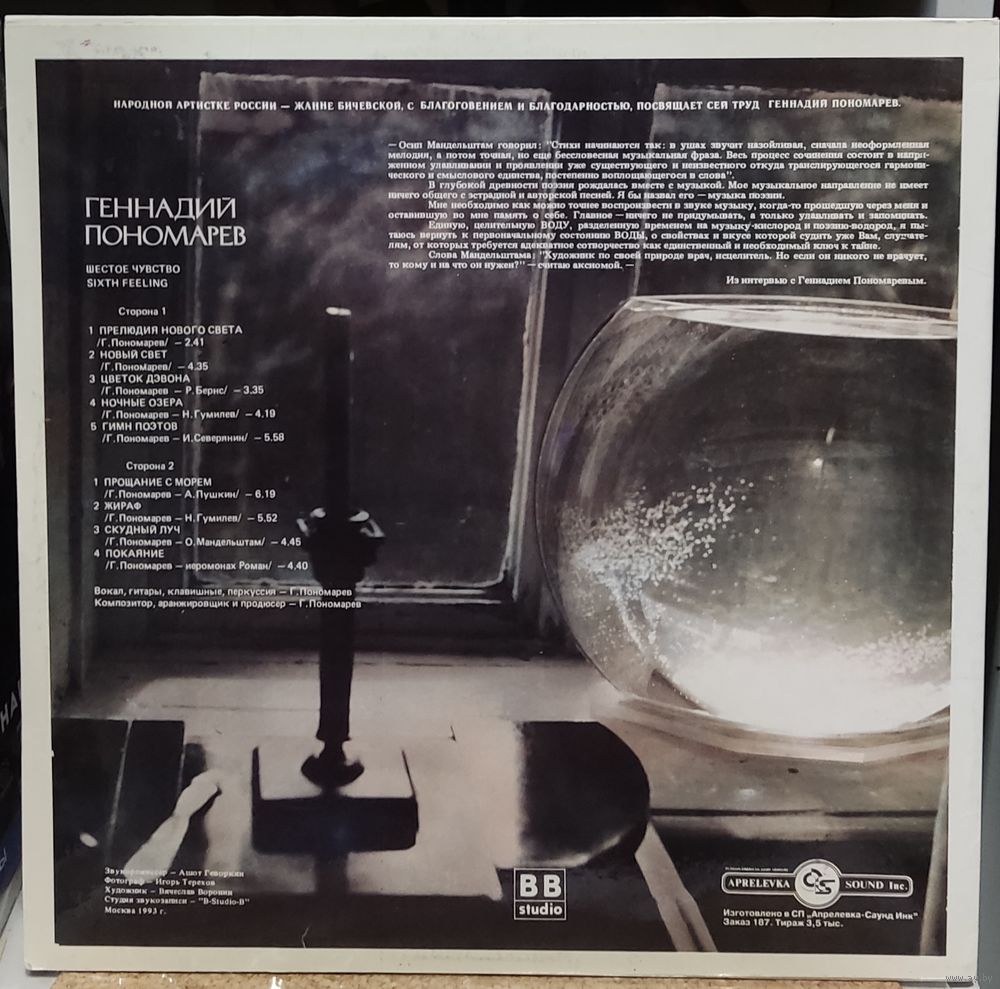 НАРОДНОЙ АРТИСТКЕ РОССИИ — ЖАННЕ БИЧЕВСКОЙ, С БЛАГОГОВЕНИЕМ И БЛАГОДАРНОСТЬЮ, ПОСВЯЩАЕТ СЕЙ ТРУД ГЕННАДИЙ ПОНОМАРЕВ.
— Осип Мандельштам говорил: "Стихи начинаются так: в ушах звучит назойливая, сначала неоформленная
мелодия, а потом точная, но еще бессловесная музыкальная фраза. Весь процесс сочинения состоит в напря-
женном улавливании и проявлении уже существующего и неизвестного откуда транслирующегося гармони-
ческого и смыслового единства, постепенно воплощающегося в слова".
В глубокой древности поэзия рождалась вместе с музыкой. Мое музыкальное направление не имеет
ничего общего с эстрадной и авторской песней. Я бы назвал его — музыка поэзии.
Мне необходимо как можно точнее воспроизвести в звуке музыку, когда-то прошедшую через меня и
оставившую во мне память о себе. Главное — ничего не придумывать, а только улавливать и запоминать.
Единую, целительную ВОДУ, разделенную временем на музыку-кислород и поэзию-водород, я пы-
таюсь вернуть к первоначальному состоянию ВОДЫ, о свойствах и вкусе которой судить уже Вам, слушате-
лям, от которых требуется адекватное сотворчество как единственный и необходимый ключ к тайне.
Слова Мандельштама: "Художник по своей природе врач, исцелитель. Но если он никого не врачует,
то кому и на что он нужен?" — считаю аксиомой. —
Из интервью с Геннадием Пономаревым.
ГЕННАДИЙ
ПОНОМАРЕВ
ШЕСТОЕ ЧУВСТВО
SIXTH FEELING
Сторона 1
1 ПРЕЛЮДИЯ НОВОГО СВЕТА
/Г.Пономарев/ — 2.41
2 НОВЫЙ СВЕТ
/Г.Пономарев/ — 4.35
3 ЦВЕТОК ДЭВОНА
/Г.Пономарев — Р.Бернс/ — 3.35
4 НОЧНЫЕ ОЗЕРА
/Г.Пономарев — Н.Гумилев/ — 4.19
5 ГИМН ПОЭТОВ
/Г.Пономарев — И.Северянин/ — 5.58
Сторона 2
1 ПРОЩАНИЕ С МОРЕМ
/Г.Пономарев — А.Пушкин/ — 6.19
2 ЖИРАФ
/Г.Пономарев — Н.Гумилев/ — 5.52
3 СКУДНЫЙ ЛУЧ
/Г.Пономарев — О.Мандельштам/ — 4.45
4 ПОКАЯНИЕ
/Г.Пономарев — иеромонах Роман/ — 4.40
Вокал, гитары, клавишные, перкуссия — Г.Пономарев
Композитор, аранжировщик и продюсер — Г.Пономарев
Звукорежиссер — Ашот Геворкян
Фотограф — Игорь Терехов
Художник — Вячеслав Воронин
Студия звукозаписи — "B-Studio-B"
Москва 1993 г.
B B
studio
APRELEVKA SOUND Inc.
Изготовлено в СП „Апрелевка-Саунд Инк"
Заказ 187. Тираж 3,5 тыс.
www.ay.by